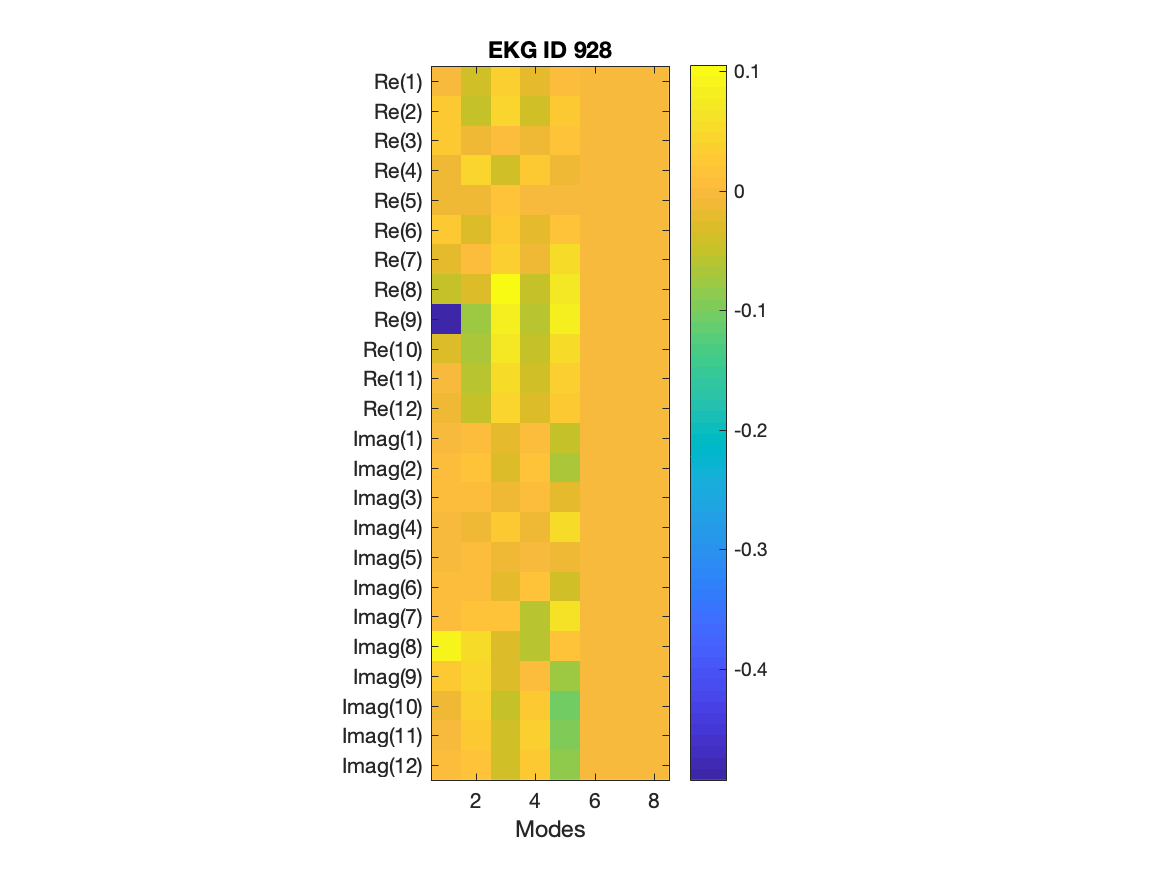 EKG ID 928
Re(1)
Re(2)
Re(3)
Re(4)
Re(5)
Re(6)
Re(7)
Re(8)
Re(9)
Re(10)
Re(11)
Re(12)
Imag(1)
Imag(2)
Imag(3)
Imag(4)
Imag(5)
Imag(6)
Imag(7)
Imag(8)
Imag(9)
Imag(10)
Imag(11)
Imag(12)
2 4 6 8
Modes
0.1
0
-0.1
-0.2
-0.3
-0.4